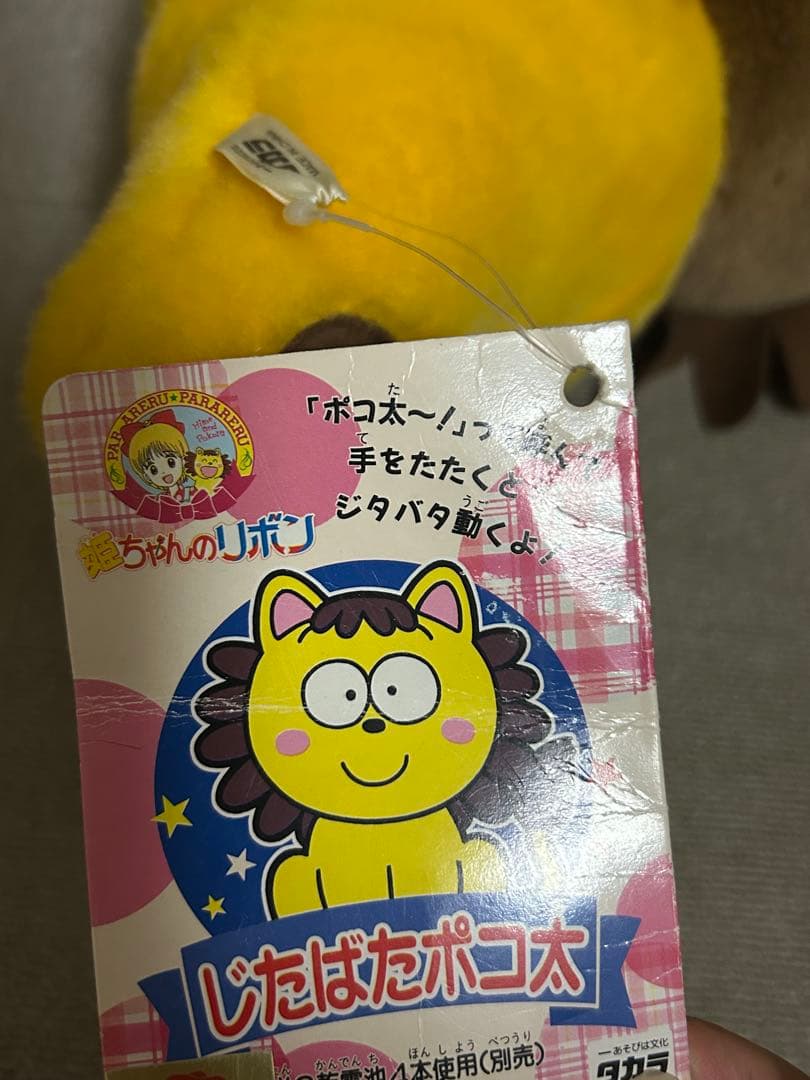 PAR-ARERU★PARARERU
Hime and Pokota
姫ちゃんのリボン
「ポコ太〜!」っ
手をたたくと
ジタバタ動くよ!
じたばたポコ太
乾電池4本使用(別売)
―あそびは文化
タカラ